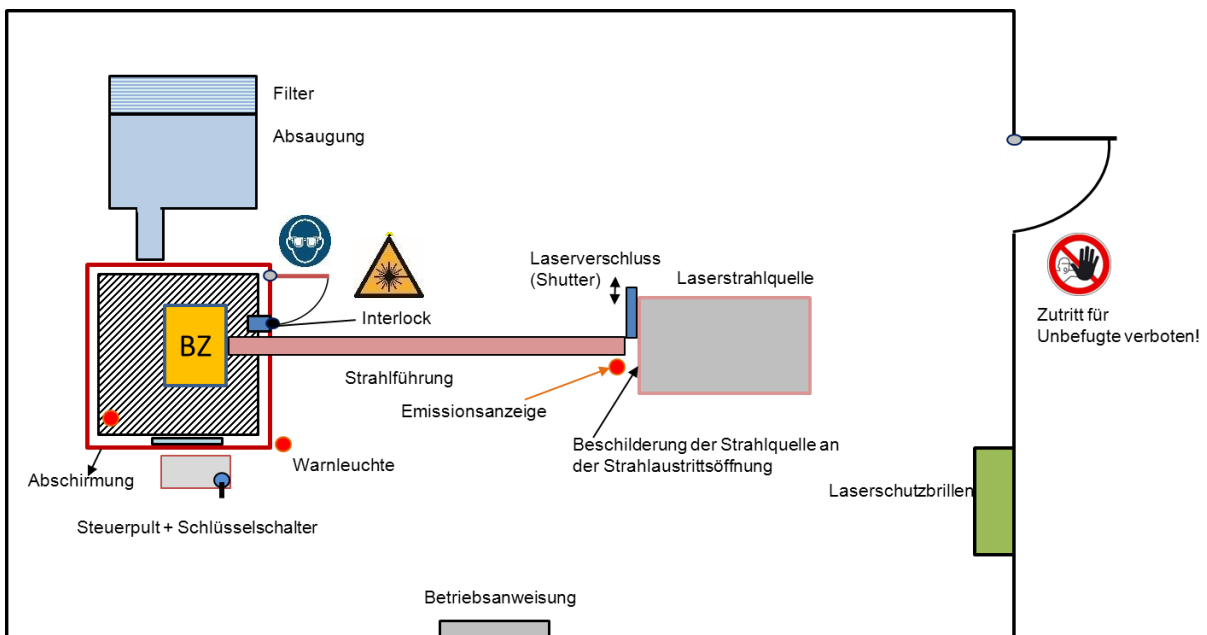 Filter
Absaugung
Laserverschluss
(Shutter)
Laserstrahlquelle
Interlock
Zutritt für
Unbefugte verboten!
BZ
Strahlführung
Emissionsanzeige
Beschilderung der Strahlquelle an
der Strahlaustrittsöffnung
Warnleuchte
Abschirmung
Laserschutzbrillen
Steuerpult + Schlüsselschalter
Betriebsanweisung